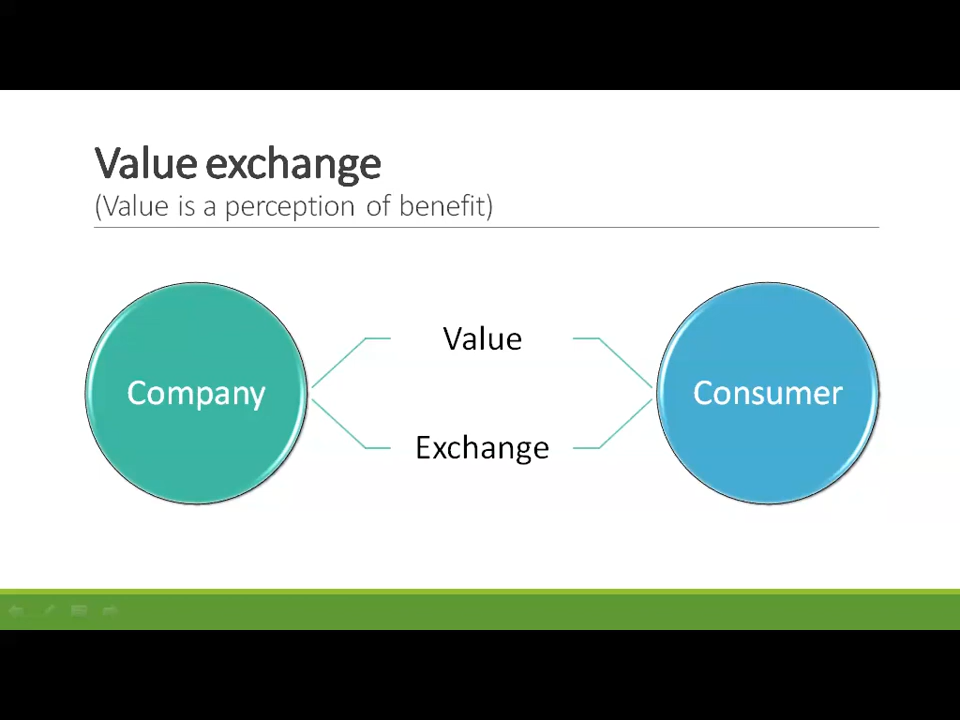 Value exchange
(Value is a perception of benefit)
Value
Company
Consumer
Exchange